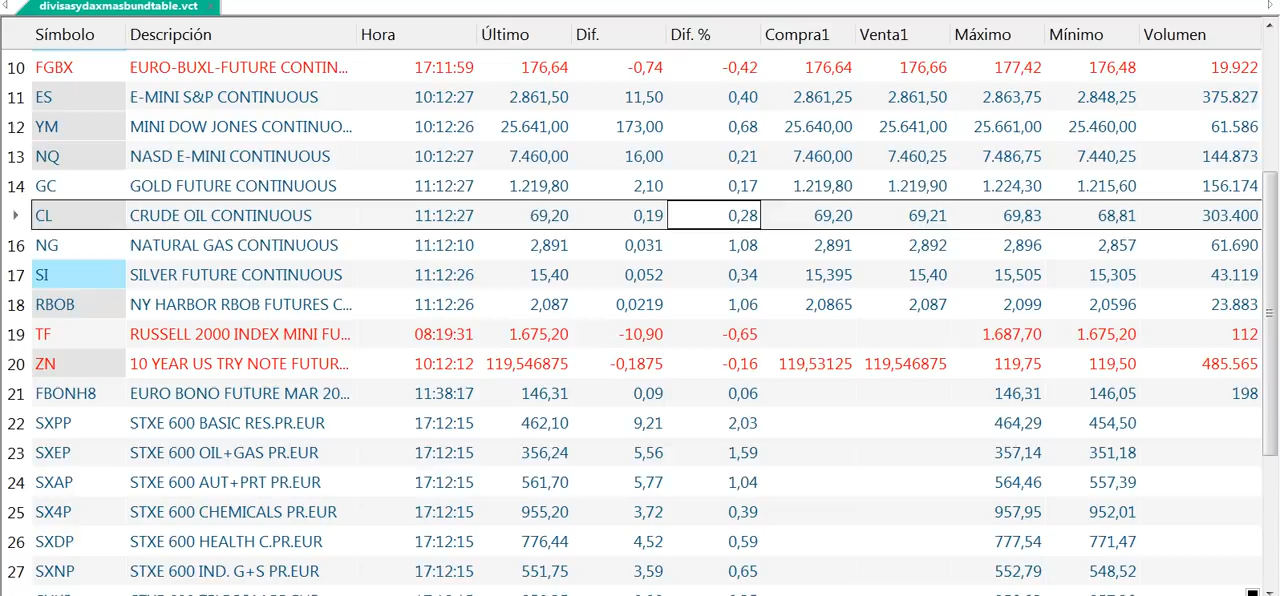 divisasydaxmasbundtable.vct
Símbolo Descripción Hora Último Dif. Dif. % Compra1 Venta1 Máximo Mínimo Volumen
10 FGBX EURO-BUXL-FUTURE CONTIN... 17:11:59 176,64 -0,74 -0,42 176,64 176,66 177,42 176,48 19.922
11 ES E-MINI S&P CONTINUOUS 10:12:27 2.861,50 11,50 0,40 2.861,25 2.861,50 2.863,75 2.848,25 375.827
12 YM MINI DOW JONES CONTINUO... 10:12:26 25.641,00 173,00 0,68 25.640,00 25.641,00 25.661,00 25.460,00 61.586
13 NQ NASD E-MINI CONTINUOUS 10:12:27 7.460,00 16,00 0,21 7.460,00 7.460,25 7.486,75 7.440,25 144.873
14 GC GOLD FUTURE CONTINUOUS 11:12:27 1.219,80 2,10 0,17 1.219,80 1.219,90 1.224,30 1.215,60 156.174
CL CRUDE OIL CONTINUOUS 11:12:27 69,20 0,19 0,28 69,20 69,21 69,83 68,81 303.400
16 NG NATURAL GAS CONTINUOUS 11:12:10 2,891 0,031 1,08 2,891 2,892 2,896 2,857 61.690
17 SI SILVER FUTURE CONTINUOUS 11:12:26 15,40 0,052 0,34 15,395 15,40 15,505 15,305 43.119
18 RBOB NY HARBOR RBOB FUTURES C... 11:12:26 2,087 0,0219 1,06 2,0865 2,087 2,099 2,0596 23.883
19 TF RUSSELL 2000 INDEX MINI FU... 08:19:31 1.675,20 -10,90 -0,65 1.687,70 1.675,20 112
20 ZN 10 YEAR US TRY NOTE FUTUR... 10:12:12 119,546875 -0,1875 -0,16 119,53125 119,546875 119,75 119,50 485.565
21 FBONH8 EURO BONO FUTURE MAR 20... 11:38:17 146,31 0,09 0,06 146,31 146,05 198
22 SXPP STXE 600 BASIC RES.PR.EUR 17:12:15 462,10 9,21 2,03 464,29 454,50
23 SXEP STXE 600 OIL+GAS PR.EUR 17:12:15 356,24 5,56 1,59 357,14 351,18
24 SXAP STXE 600 AUT+PRT PR.EUR 17:12:15 561,70 5,77 1,04 564,46 557,39
25 SX4P STXE 600 CHEMICALS PR.EUR 17:12:15 955,20 3,72 0,39 957,95 952,01
26 SXDP STXE 600 HEALTH C.PR.EUR 17:12:15 776,44 4,52 0,59 777,54 771,47
27 SXNP STXE 600 IND. G+S PR.EUR 17:12:15 551,75 3,59 0,65 552,79 548,52